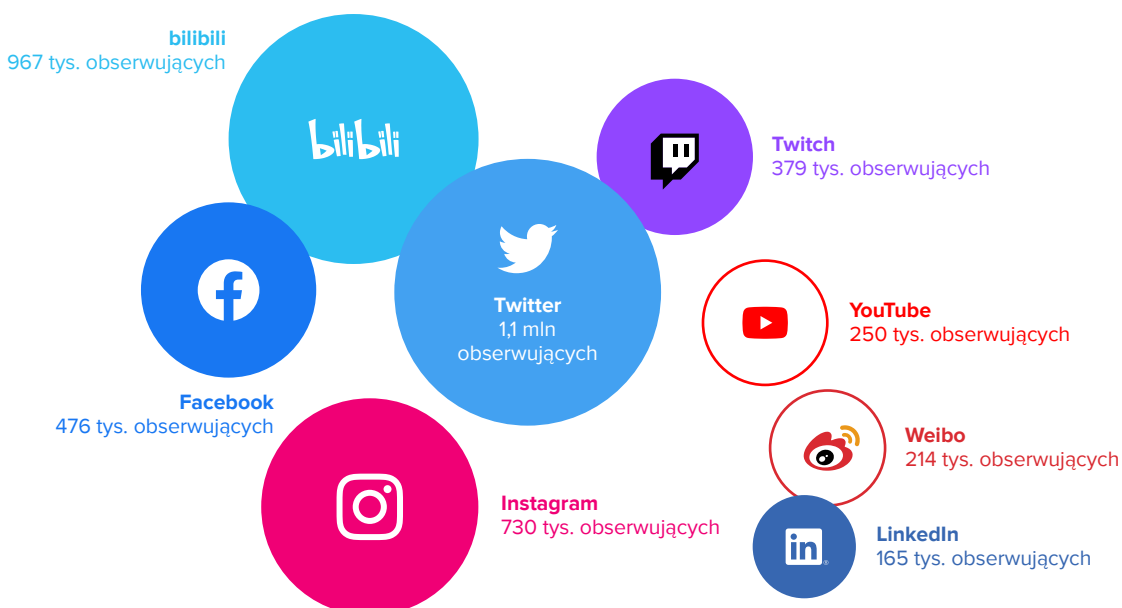 bilibili
967 tys. obserwujących
bilibili
Twitch
379 tys. obserwujących
Twitter
1,1 mln
obserwujących
YouTube
250 tys. obserwujących
Facebook
476 tys. obserwujących
Weibo
214 tys. obserwujących
Instagram
730 tys. obserwujących
in
LinkedIn
165 tys. obserwujących